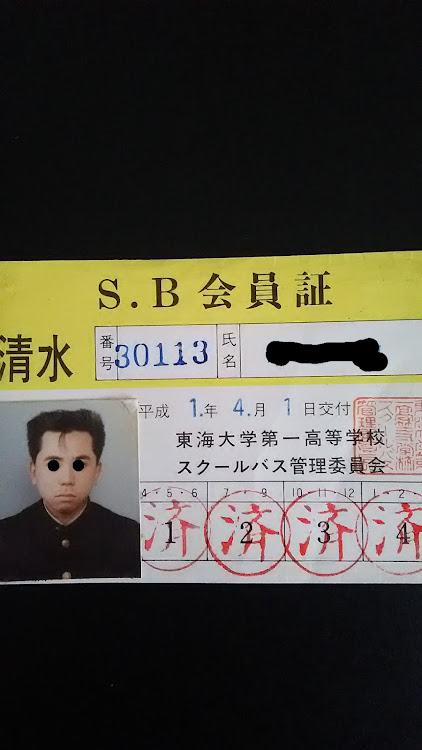 S.B会員証
清水
番号 30113 氏名
平成 1.年 4.月 1日交付
東海大学第一高等学校
スクールバス管理委員会
4・5・6 7・・9 10・11・12 1・2・
済 1 済 2 済 3 済 4